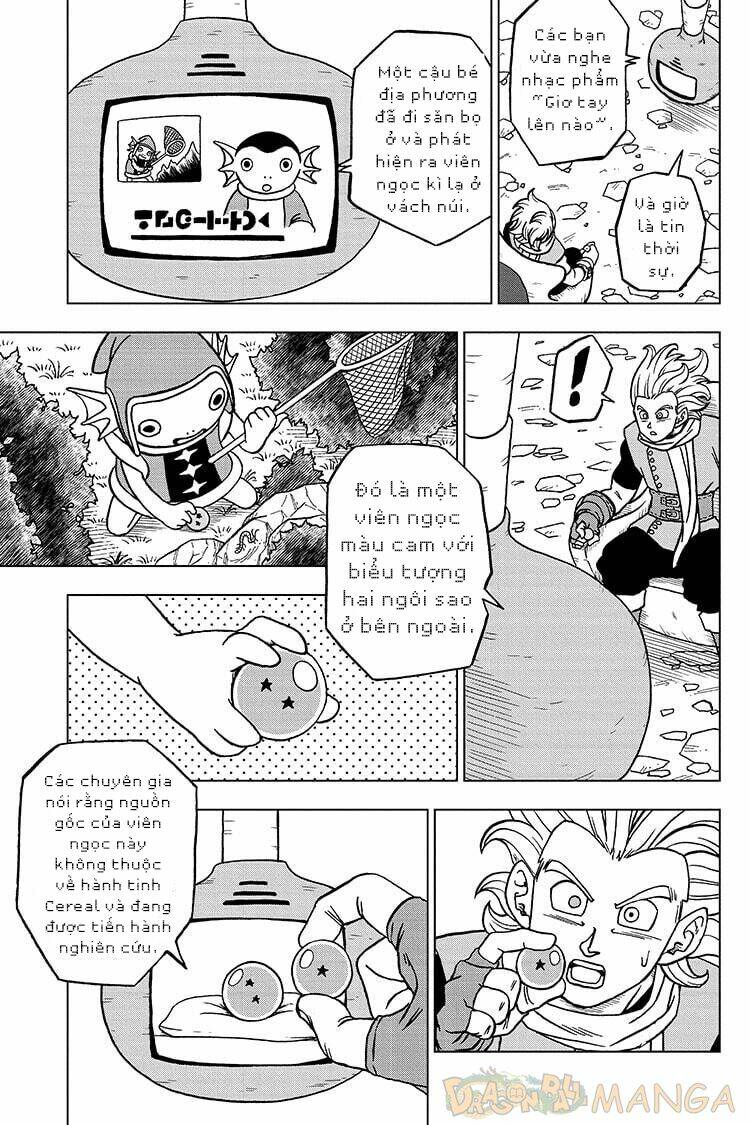 Các bạn
vừa nghe
nhạc phẩm
"Giơ tay
lên nào".
Và giờ
là tin
thời
sự.
Một cậu bé
địa phương
đã đi săn bọ
ở và phát
hiện ra viên
ngọc kì lạ ở
vách núi.
!
Đó là một
viên ngọc
màu cam với
biểu tượng
hai ngôi sao
ở bên ngoài.
Các chuyên gia
nói rằng nguồn
gốc của viên
ngọc này
không thuộc
về hành tinh
Cereal và đang
được tiến hành
nghiên cứu.
DRAGON BALL MANGA